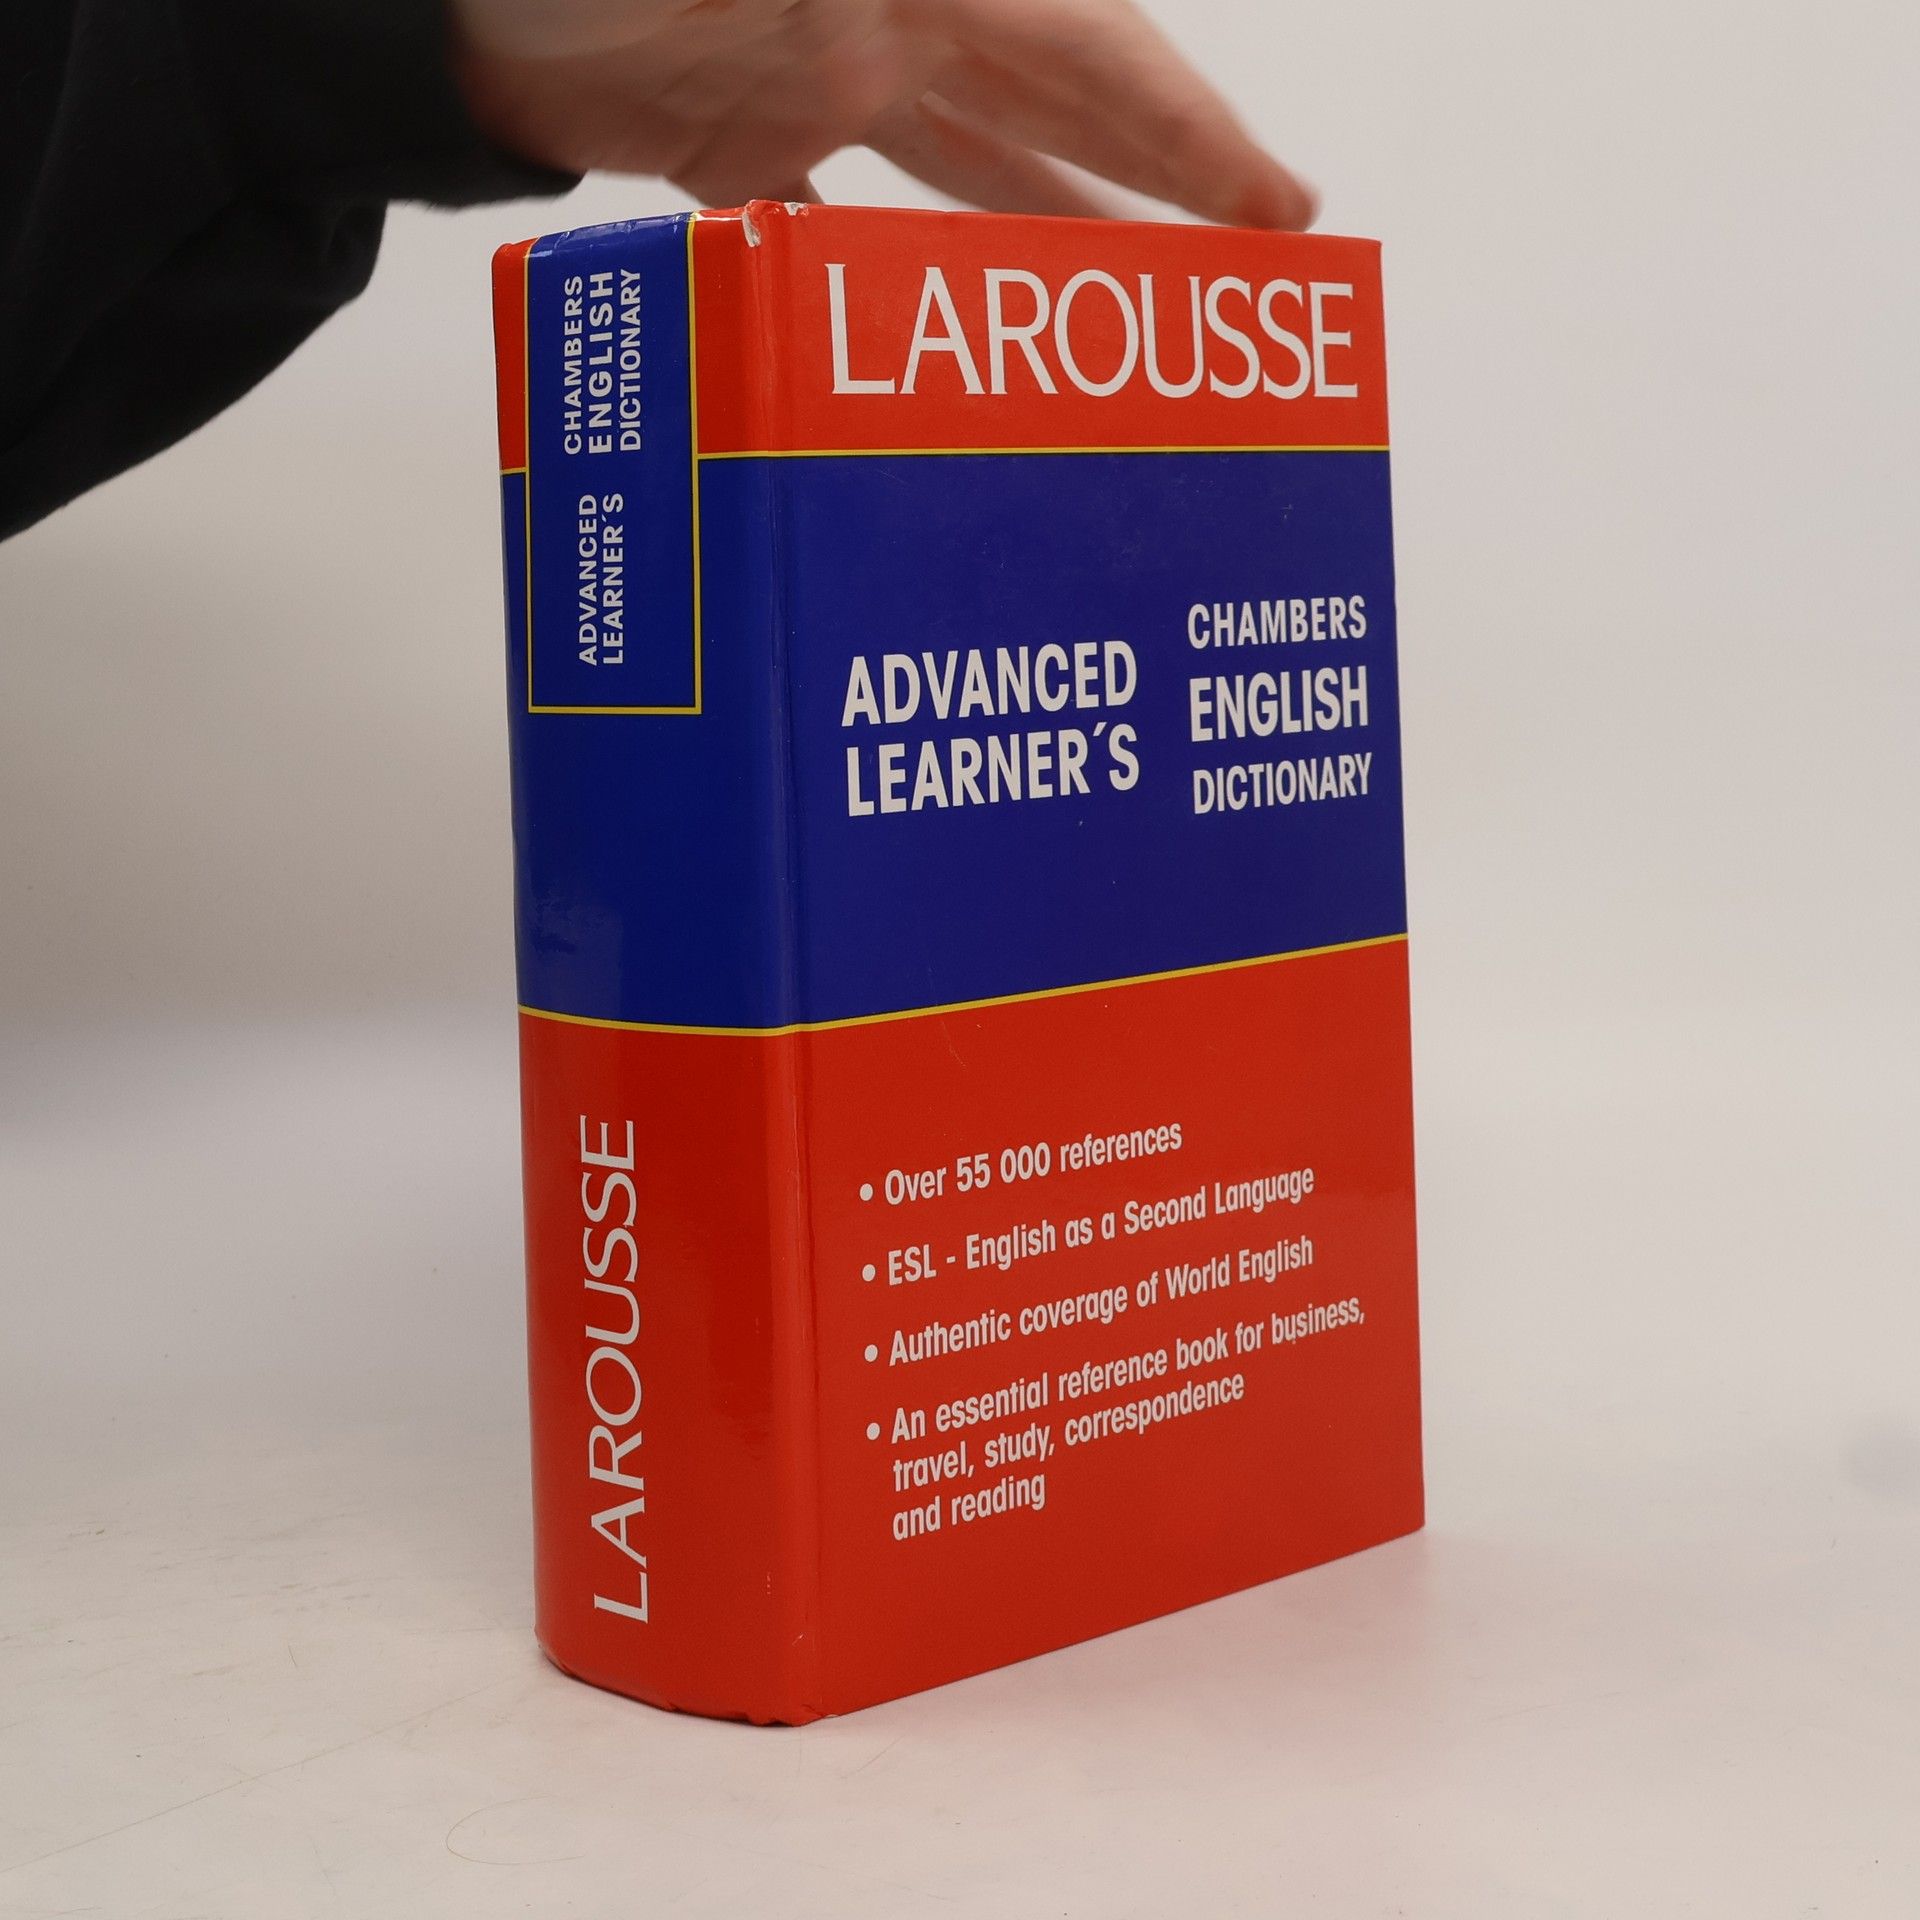 CHAMBERS
ENGLISH
DICTIONARY
ADVANCED
LEARNER´S
LAROUSSE
LAROUSSE
ADVANCED
LEARNER´S
CHAMBERS
ENGLISH
DICTIONARY
• Over 55 000 references
• ESL - English as a Second Language
• Authentic coverage of World English
• An essential reference book for business,
travel, study, correspondence
and reading